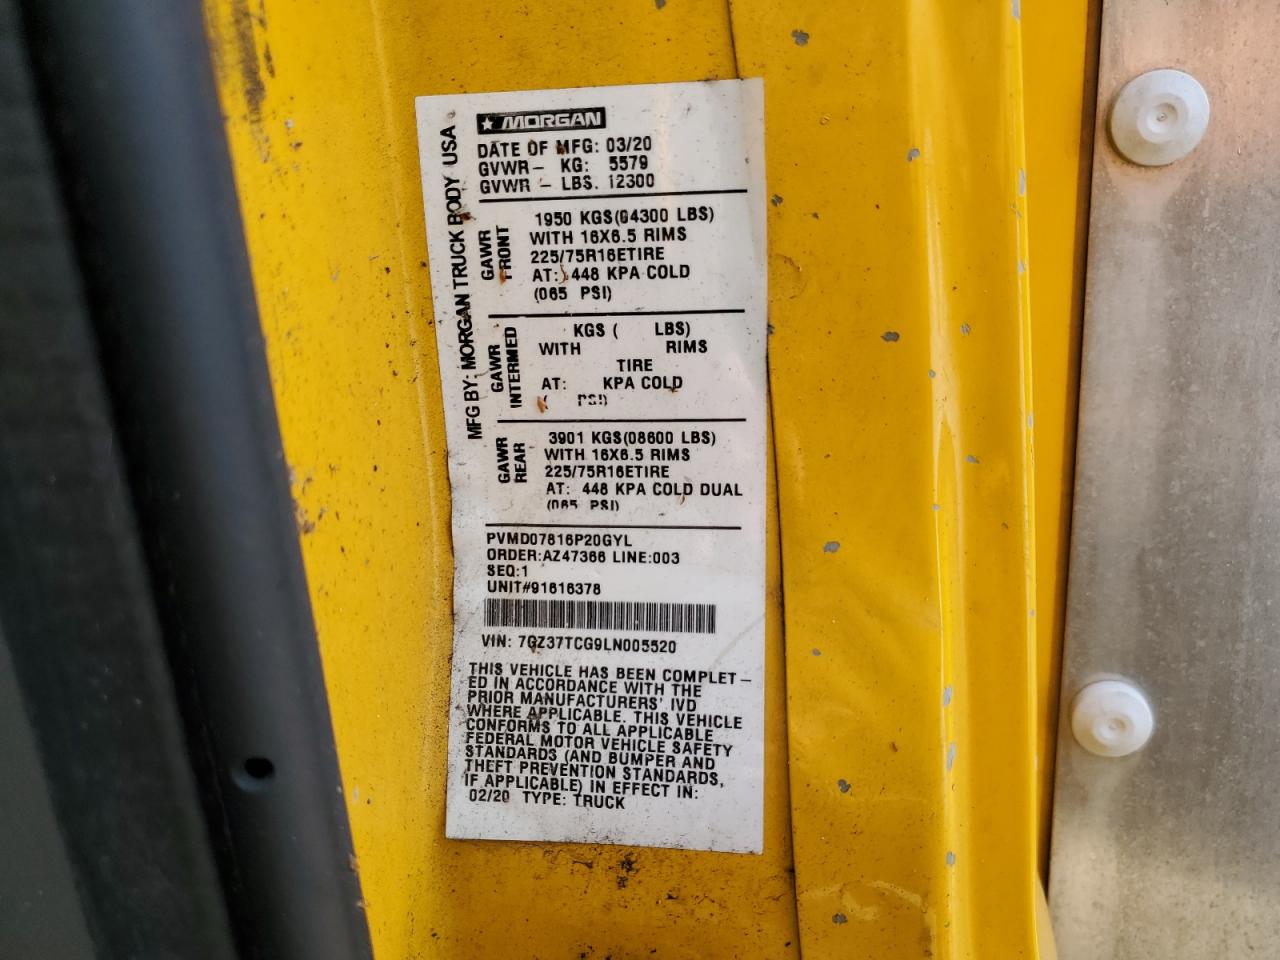 MORGAN
MFG BY: MORGAN TRUCK BODY USA
DATE OF MFG: 03/20
GVWR - KG: 5579
GVWR - LBS. 12300
GAWR FRONT
1950 KGS(04300 LBS)
WITH 16X6.5 RIMS
225/75R16ETIRE
AT: 448 KPA COLD
(065 PSI)
GAWR INTERMED
KGS ( LBS)
WITH RIMS
TIRE
AT: KPA COLD
( PSI)
GAWR REAR
3901 KGS(08600 LBS)
WITH 16X6.5 RIMS
225/75R16ETIRE
AT: 448 KPA COLD DUAL
(065 PSI)
PVMD07816P20GYL
ORDER:AZ47366 LINE:003
SEQ:1
UNIT#91616378
VIN: 7GZ37TCG9LN005520
THIS VEHICLE HAS BEEN COMPLET-
ED IN ACCORDANCE WITH THE
PRIOR MANUFACTURERS' IVD
WHERE APPLICABLE. THIS VEHICLE
CONFORMS TO ALL APPLICABLE
FEDERAL MOTOR VEHICLE SAFETY
STANDARDS (AND BUMPER AND
THEFT PREVENTION STANDARDS,
IF APPLICABLE) IN EFFECT IN:
02/20 TYPE: TRUCK